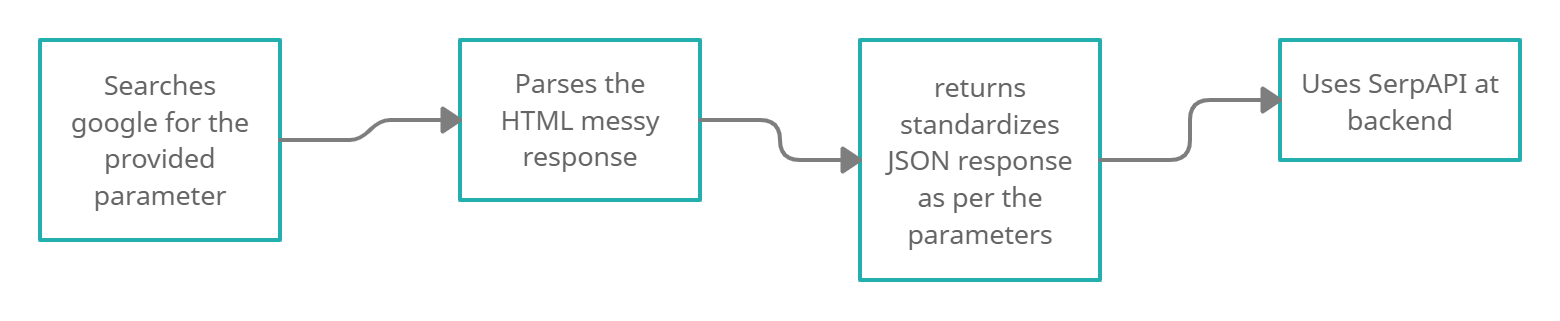 Searches
google for the
provided
parameter
Parses the
HTML messy
response
returns
standardizes
JSON response
as per the
parameters
Uses SerpAPI at
backend